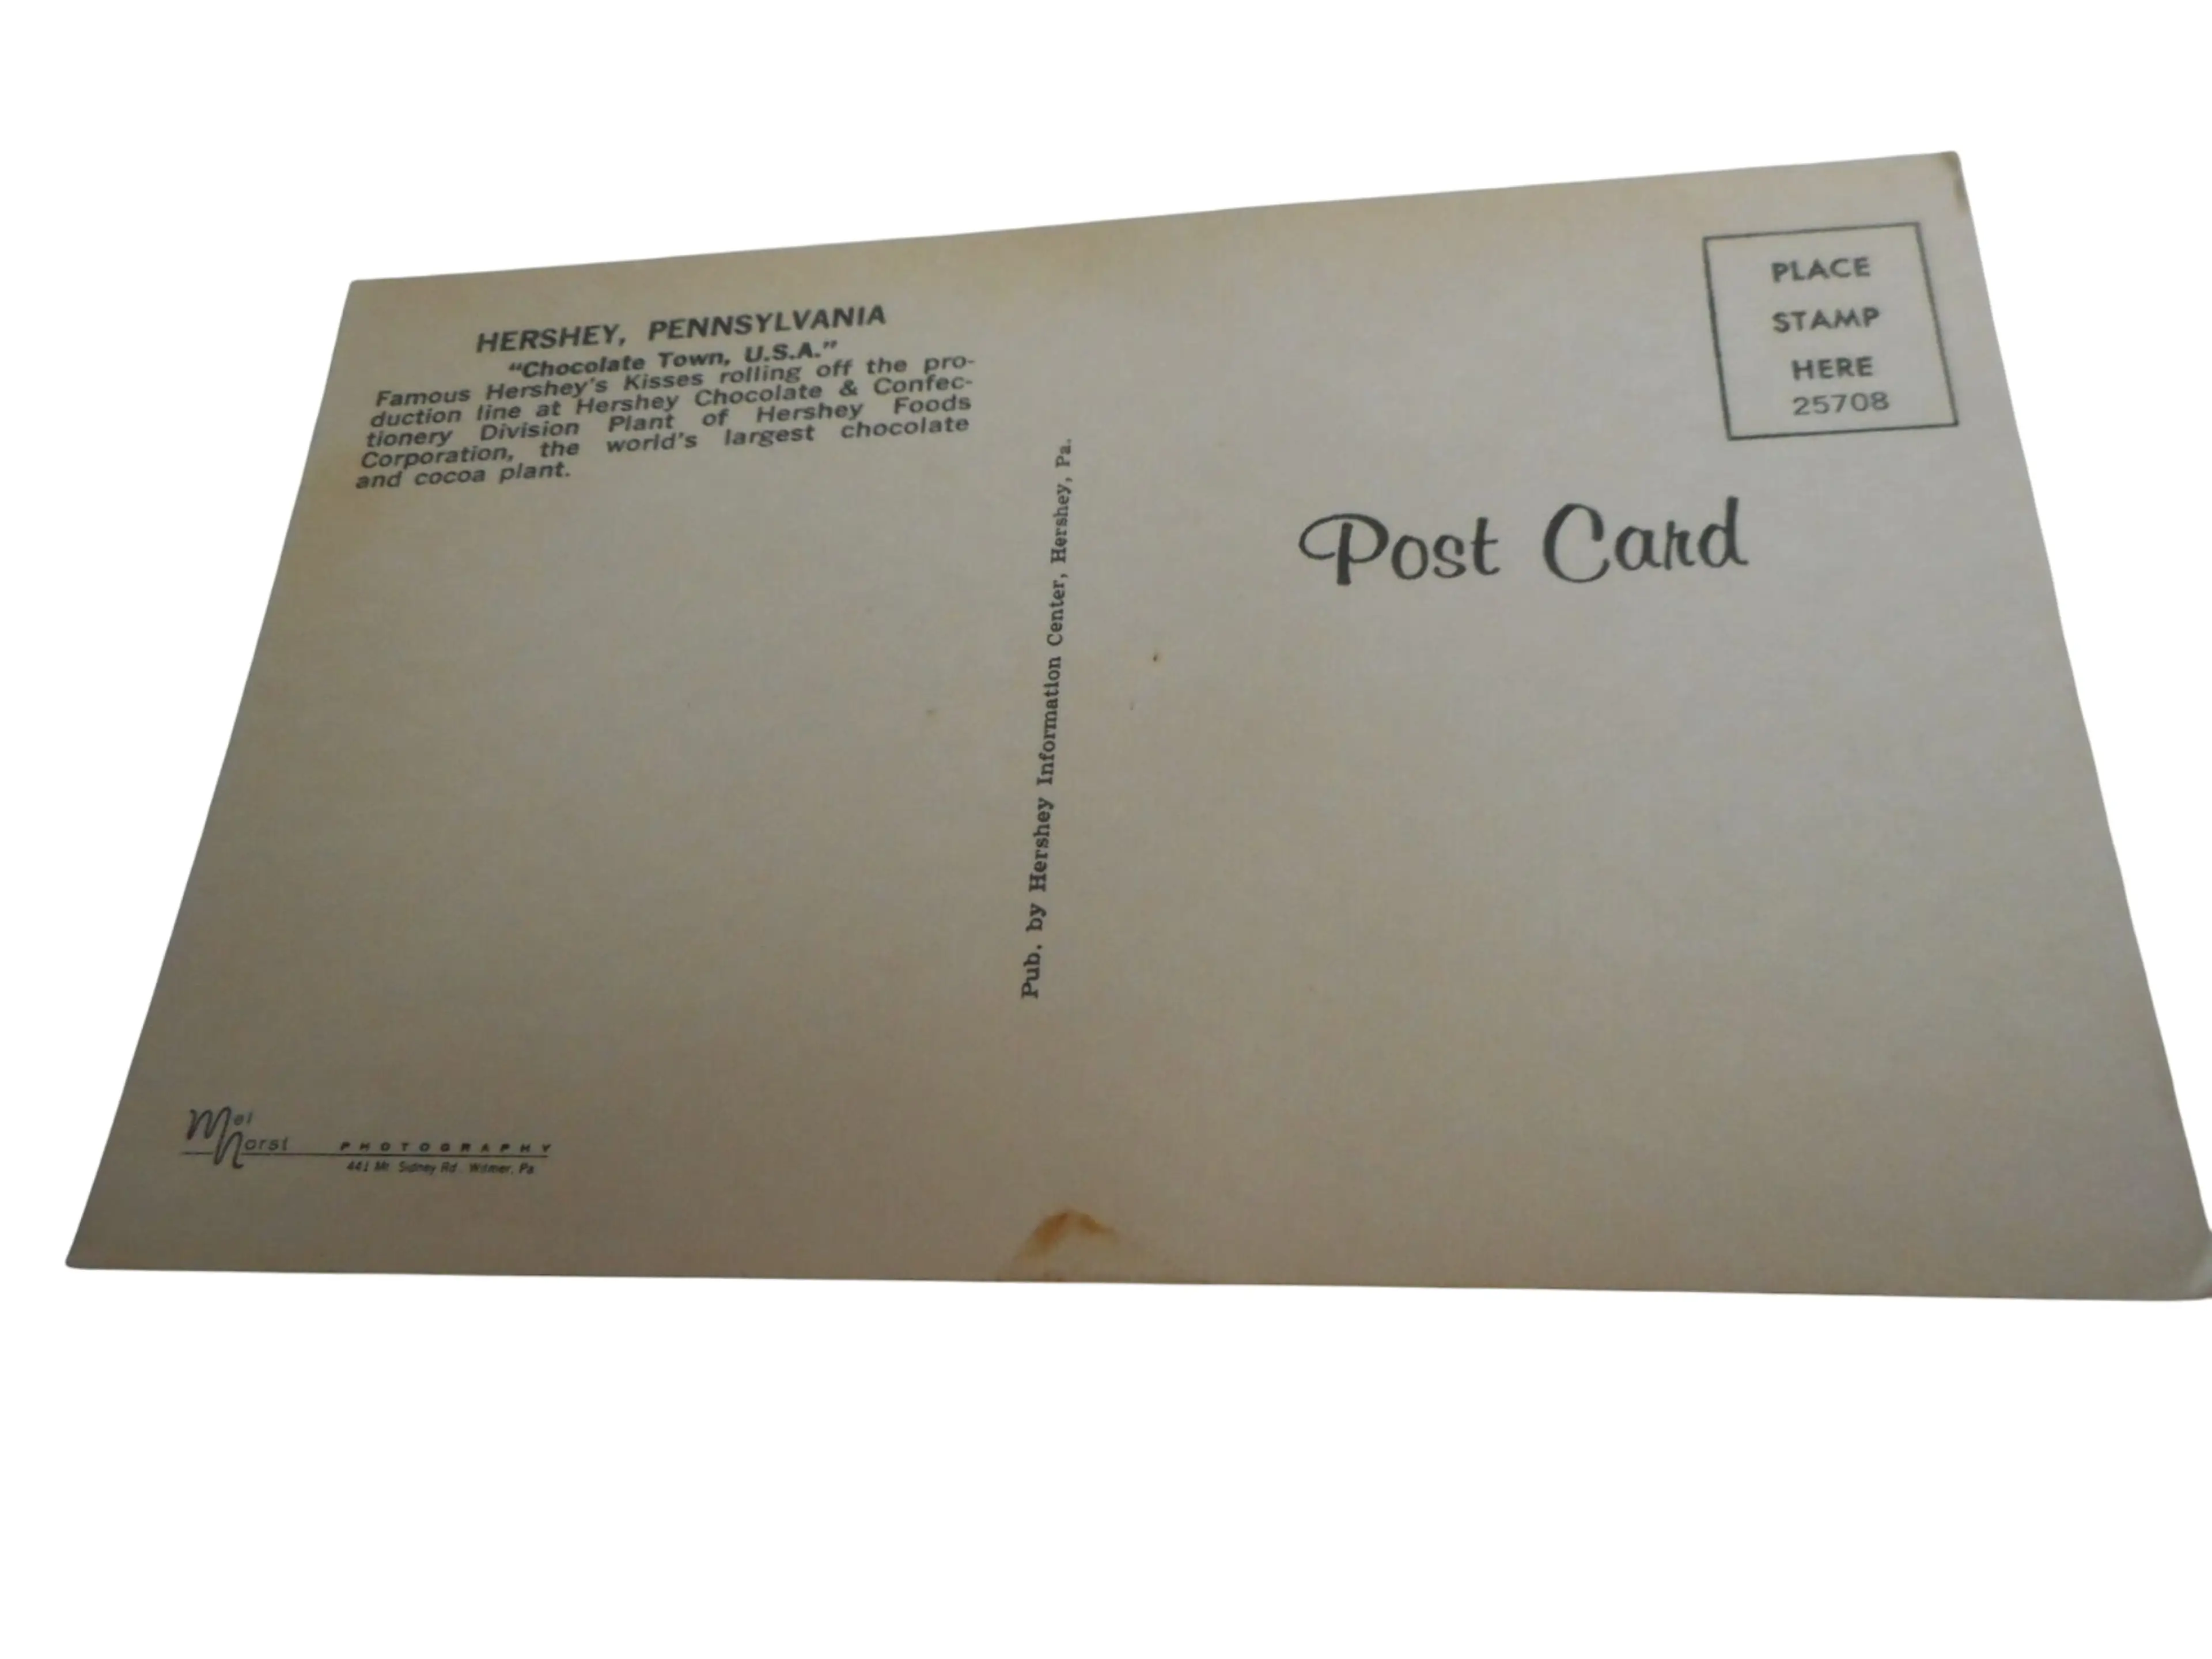 HERSHEY, PENNSYLVANIA
“Chocolate Town, U.S.A.”
Famous Hershey's Kisses rolling off the pro-
duction line at Hershey Chocolate & Confec-
tionery Division Plant of Hershey Foods
Corporation, the world's largest chocolate
and cocoa plant.
Pub. by Hershey Information Center, Hershey, Pa.
PLACE
STAMP
HERE
25708
Post Card
Mel
Horst PHOTOGRAPHY
441 Mt Sidney Rd Witmer, Pa